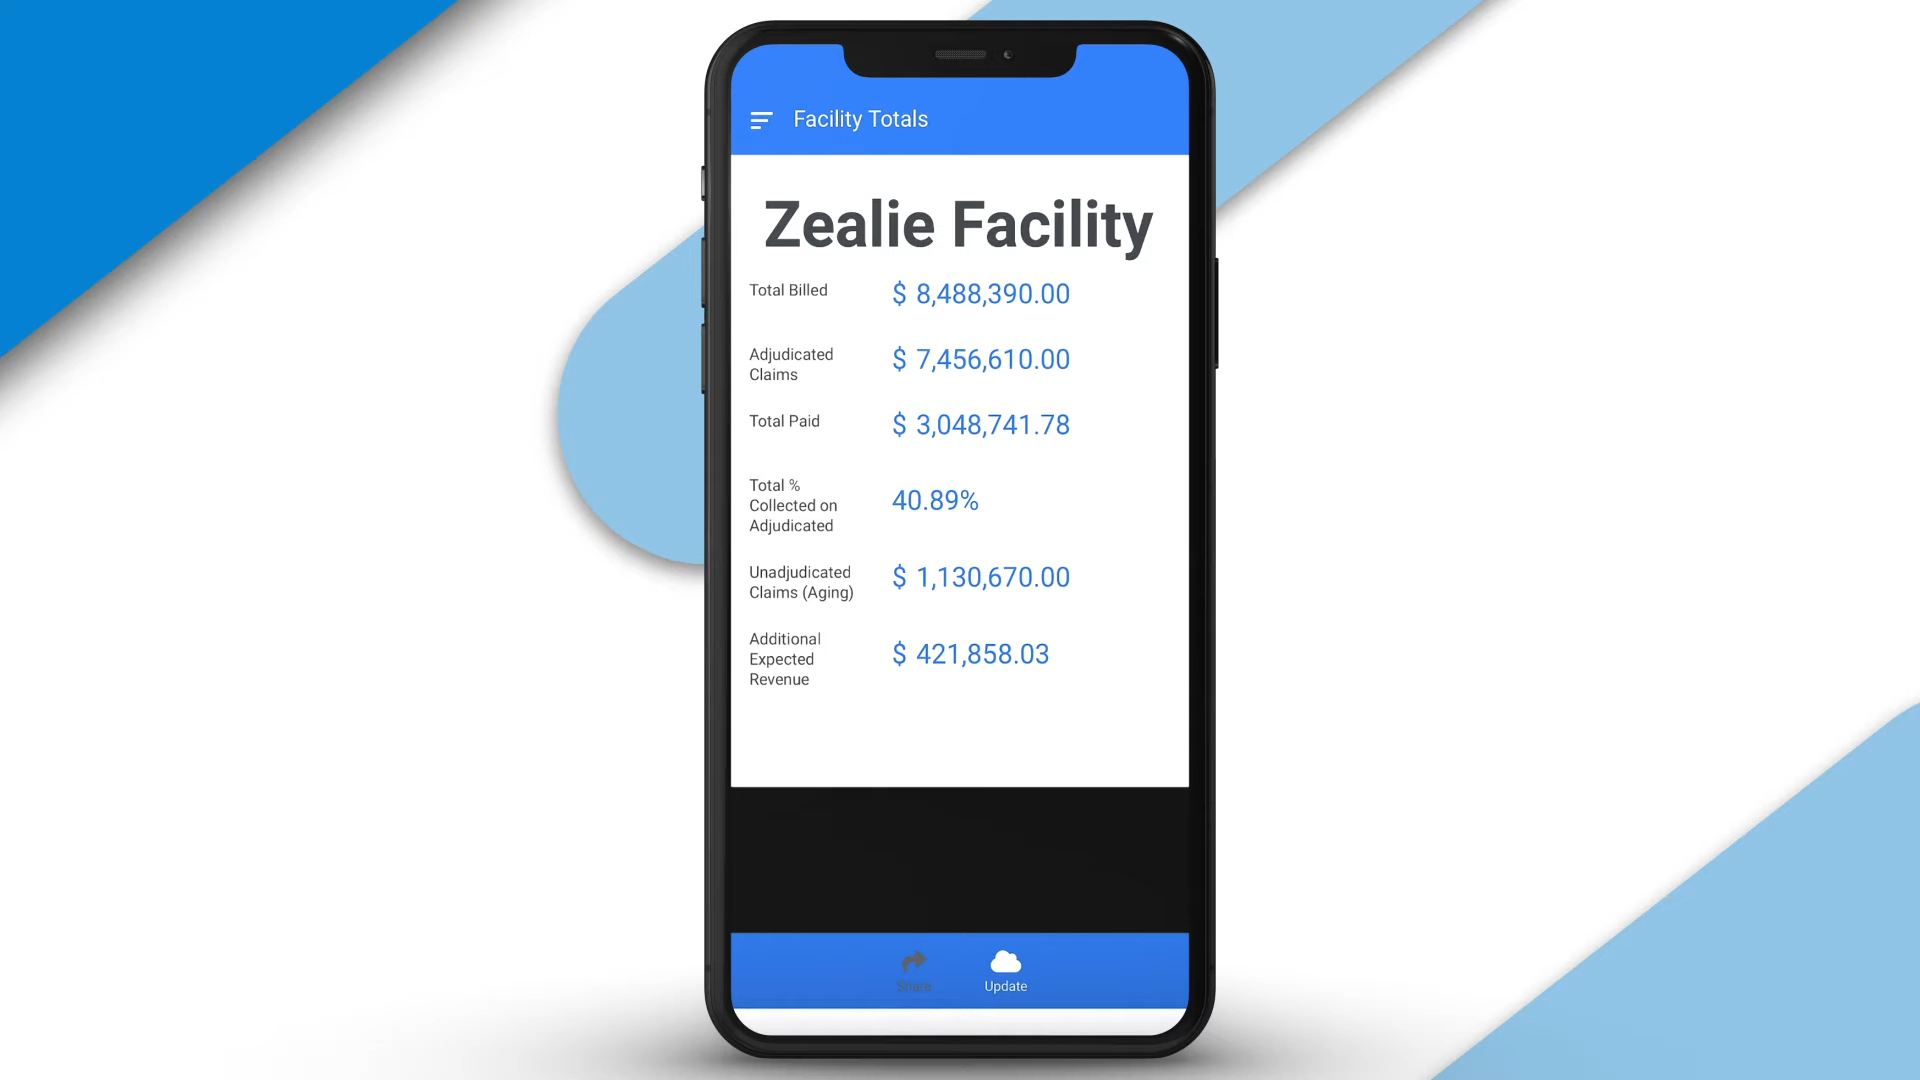 Facility Totals
Zealie Facility
Total Billed $ 8,488,390.00
Adjudicated
Claims
$ 7,456,610.00
Total Paid $ 3,048,741.78
Total %
Collected on
Adjudicated
40.89%
Unadjudicated
Claims (Aging)
$ 1,130,670.00
Additional
Expected
Revenue
$ 421,858.03
Share
Update